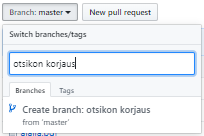 Branch: master
New pull request
Switch branches/tags
otsikon korjaus
Branches
Tags
Create branch: otsikon korjaus
from 'master'